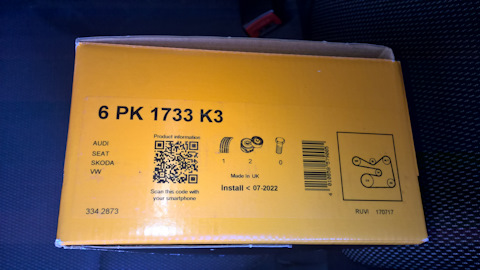 6 PK 1733 K3
AUDI
SEAT
SKODA
VW
Product information
Scan this code with
your smartphone
1 2 0
Made In UK
Install < 07-2022
334 2873
RUVI 170717